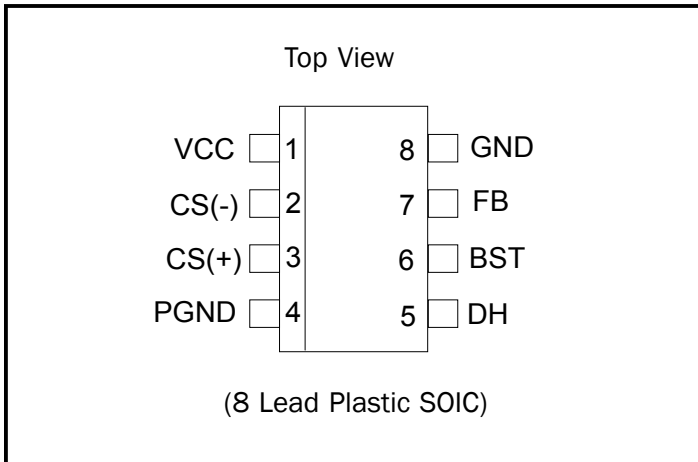 Top View
VCC 1 8 GND
CS(-) 2 7 FB
CS(+) 3 6 BST
PGND 4 5 DH
(8 Lead Plastic SOIC)